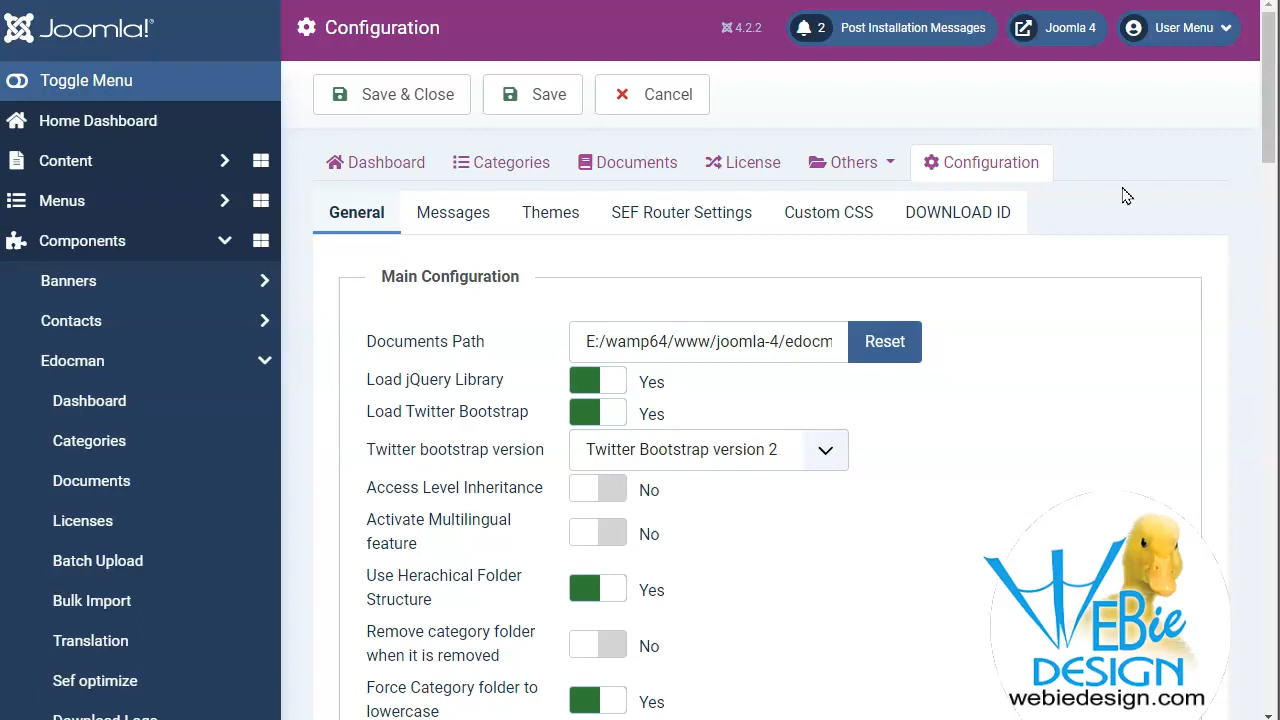 Joomla!
Configuration
4.2.2
2
Post Installation Messages
Joomla 4
User Menu
Toggle Menu
Save & Close
Save
Cancel
Home Dashboard
Content
Menus
Components
Banners
Contacts
Edocman
Dashboard
Categories
Documents
Licenses
Batch Upload
Bulk Import
Translation
Sef optimize
Download Logs
Dashboard
Categories
Documents
License
Others
Configuration
General
Messages
Themes
SEF Router Settings
Custom CSS
DOWNLOAD ID
Main Configuration
Documents Path
E:/wamp64/www/joomla-4/edocm
Reset
Load jQuery Library
Yes
Load Twitter Bootstrap
Yes
Twitter bootstrap version
Twitter Bootstrap version 2
Access Level Inheritance
No
Activate Multilingual
feature
No
Use Herachical Folder
Structure
Yes
Remove category folder
when it is removed
No
Force Category folder to
lowercase
Yes
WEBie
DESIGN
webiedesign.com